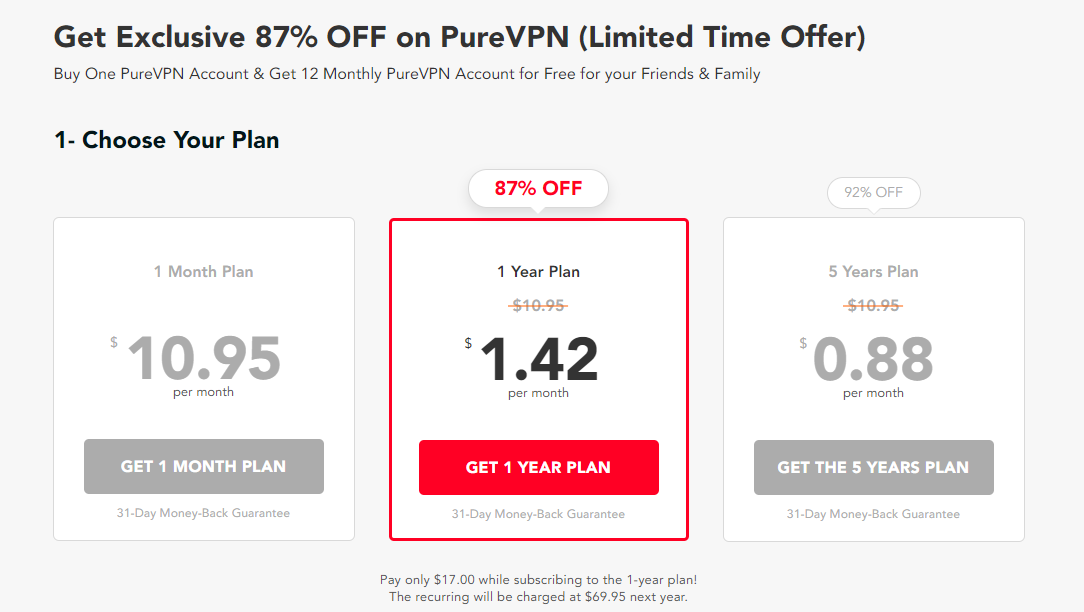 Get Exclusive 87% OFF on PureVPN (Limited Time Offer)
Buy One PureVPN Account & Get 12 Monthly PureVPN Account for Free for your Friends & Family
1- Choose Your Plan
87% OFF
92% OFF
1 Month Plan
$ 10.95
per month
GET 1 MONTH PLAN
31-Day Money-Back Guarantee
1 Year Plan
$10.95
$ 1.42
per month
GET 1 YEAR PLAN
31-Day Money-Back Guarantee
5 Years Plan
$10.95
$ 0.88
per month
GET THE 5 YEARS PLAN
31-Day Money-Back Guarantee
Pay only $17.00 while subscribing to the 1-year plan!
The recurring will be charged at $69.95 next year.